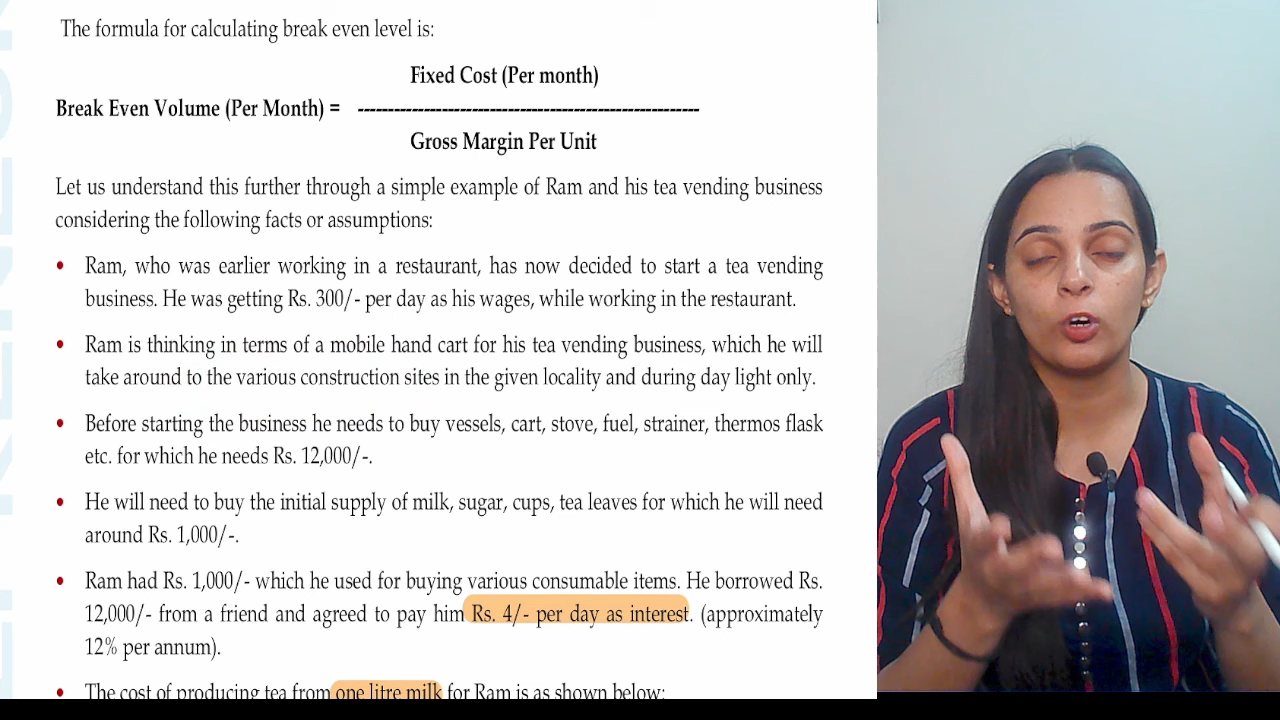 The formula for calculating break even level is:
Fixed Cost (Per month)
Break Even Volume (Per Month) = ---------------------------------------------------------
Gross Margin Per Unit
Let us understand this further through a simple example of Ram and his tea vending business
considering the following facts or assumptions:
• Ram, who was earlier working in a restaurant, has now decided to start a tea vending
business. He was getting Rs. 300/- per day as his wages, while working in the restaurant.
• Ram is thinking in terms of a mobile hand cart for his tea vending business, which he will
take around to the various construction sites in the given locality and during day light only.
• Before starting the business he needs to buy vessels, cart, stove, fuel, strainer, thermos flask
etc. for which he needs Rs. 12,000/-.
• He will need to buy the initial supply of milk, sugar, cups, tea leaves for which he will need
around Rs. 1,000/-.
• Ram had Rs. 1,000/- which he used for buying various consumable items. He borrowed Rs.
12,000/- from a friend and agreed to pay him Rs. 4/- per day as interest. (approximately
12% per annum).
• The cost of producing tea from one litre milk for Ram is as shown below: